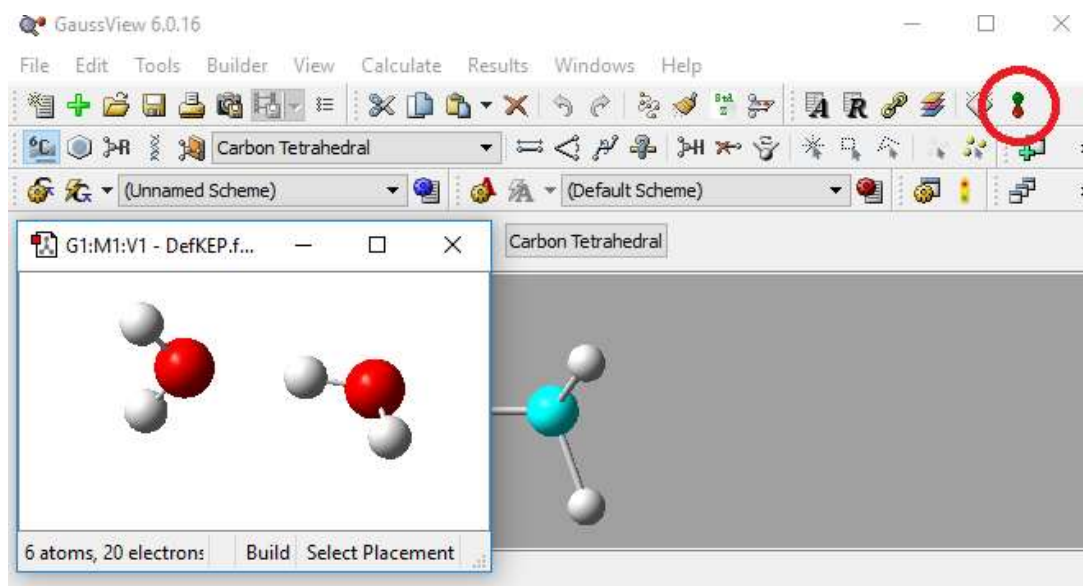 GaussView 6.0.16
File Edit Tools Builder View Calculate Results Windows Help
A R
6C R Carbon Tetrahedral H
(Unnamed Scheme) (Default Scheme)
G1:M1:V1 - DefKEP.f...
Carbon Tetrahedral
6 atoms, 20 electrons Build Select Placement